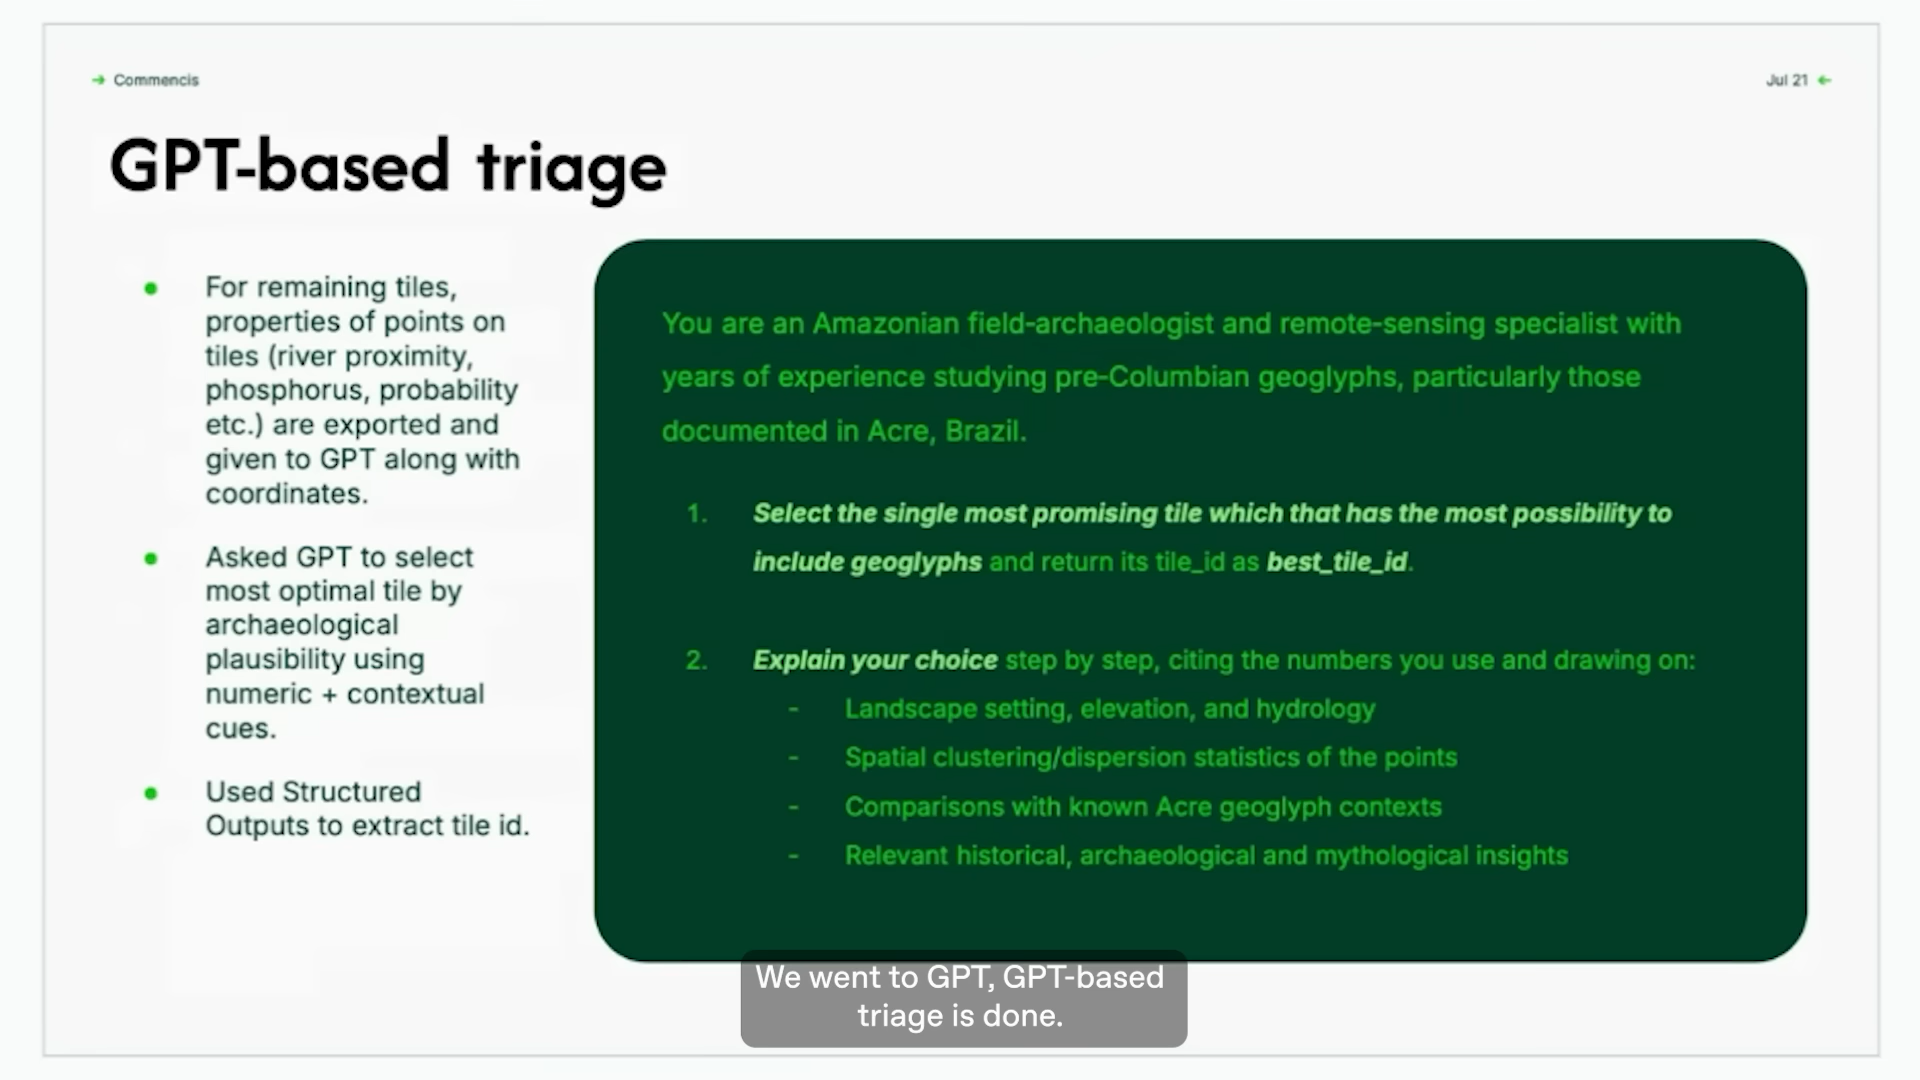 → Commencis
Jul 21 ←
GPT-based triage
• For remaining tiles,
properties of points on
tiles (river proximity,
phosphorus, probability
etc.) are exported and
given to GPT along with
coordinates.
• Asked GPT to select
most optimal tile by
archaeological
plausibility using
numeric + contextual
cues.
• Used Structured
Outputs to extract tile id.
You are an Amazonian field-archaeologist and remote-sensing specialist with
years of experience studying pre-Columbian geoglyphs, particularly those
documented in Acre, Brazil.
1. Select the single most promising tile which that has the most possibility to
include geoglyphs and return its tile_id as best_tile_id.
2. Explain your choice step by step, citing the numbers you use and drawing on:
- Landscape setting, elevation, and hydrology
- Spatial clustering/dispersion statistics of the points
- Comparisons with known Acre geoglyph contexts
- Relevant historical, archaeological and mythological insights
We went to GPT, GPT-based
triage is done.